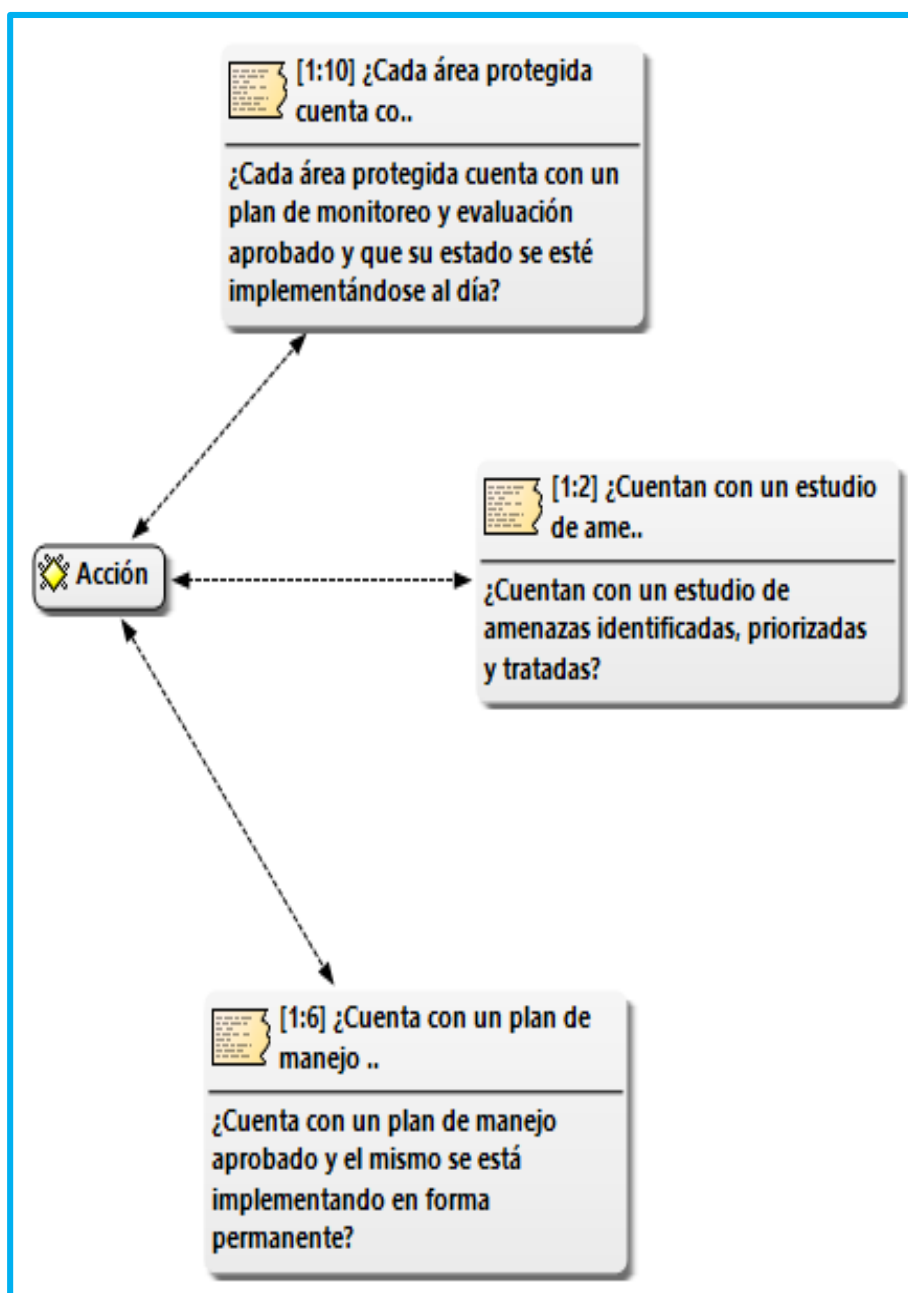 [1:10] ¿Cada área protegida
cuenta co..
¿Cada área protegida cuenta con un
plan de monitoreo y evaluación
aprobado y que su estado se esté
implementándose al día?
[1:2] ¿Cuentan con un estudio
de ame..
¿Cuentan con un estudio de
amenazas identificadas, priorizadas
y tratadas?
Acción
[1:6] ¿Cuenta con un plan de
manejo ..
¿Cuenta con un plan de manejo
aprobado y el mismo se está
implementando en forma
permanente?